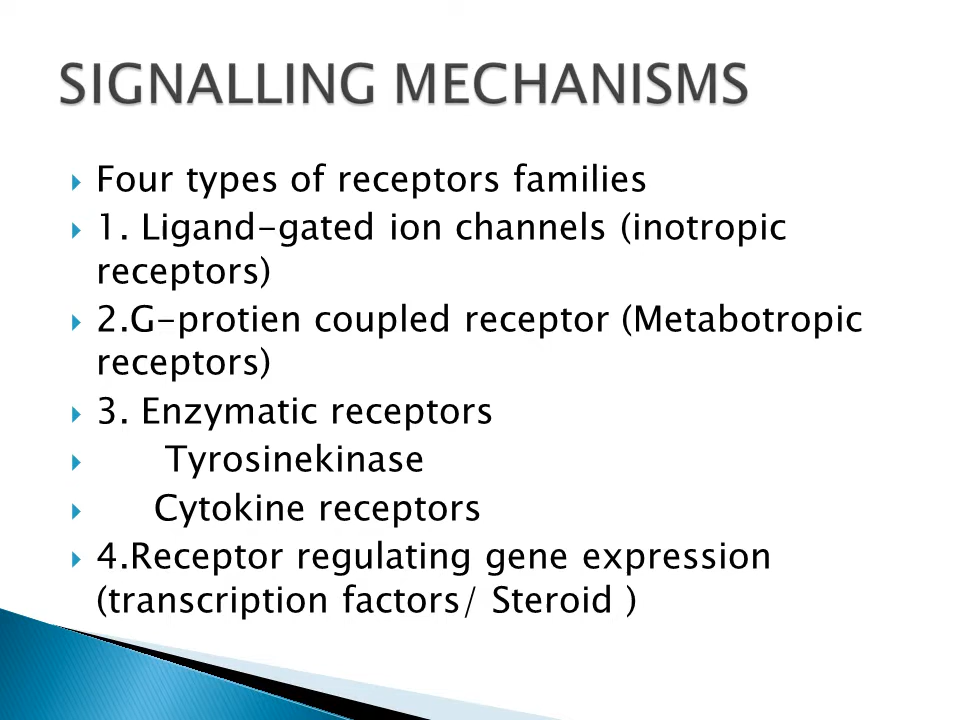 SIGNALLING MECHANISMS
Four types of receptors families
1. Ligand-gated ion channels (inotropic
receptors)
2.G-protien coupled receptor (Metabotropic
receptors)
3. Enzymatic receptors
Tyrosinekinase
Cytokine receptors
4.Receptor regulating gene expression
(transcription factors/ Steroid )